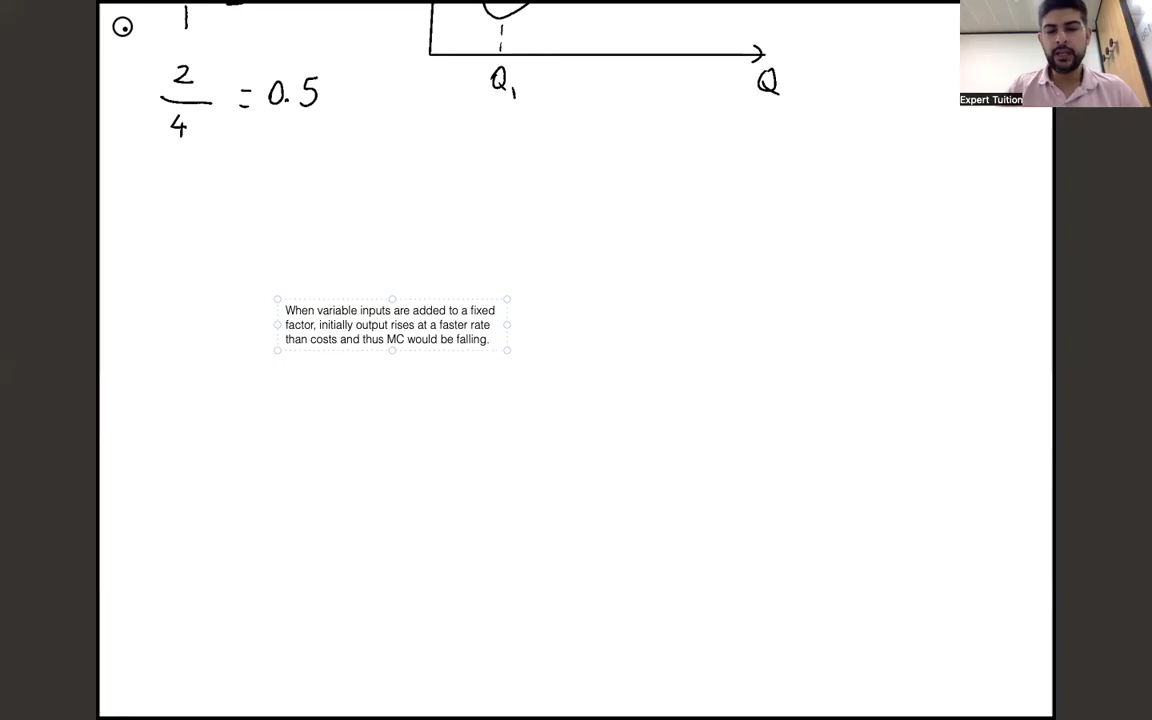 1
Q₁
Q
2
4
= 0.5
When variable inputs are added to a fixed
factor, initially output rises at a faster rate
than costs and thus MC would be falling.
Expert Tuition